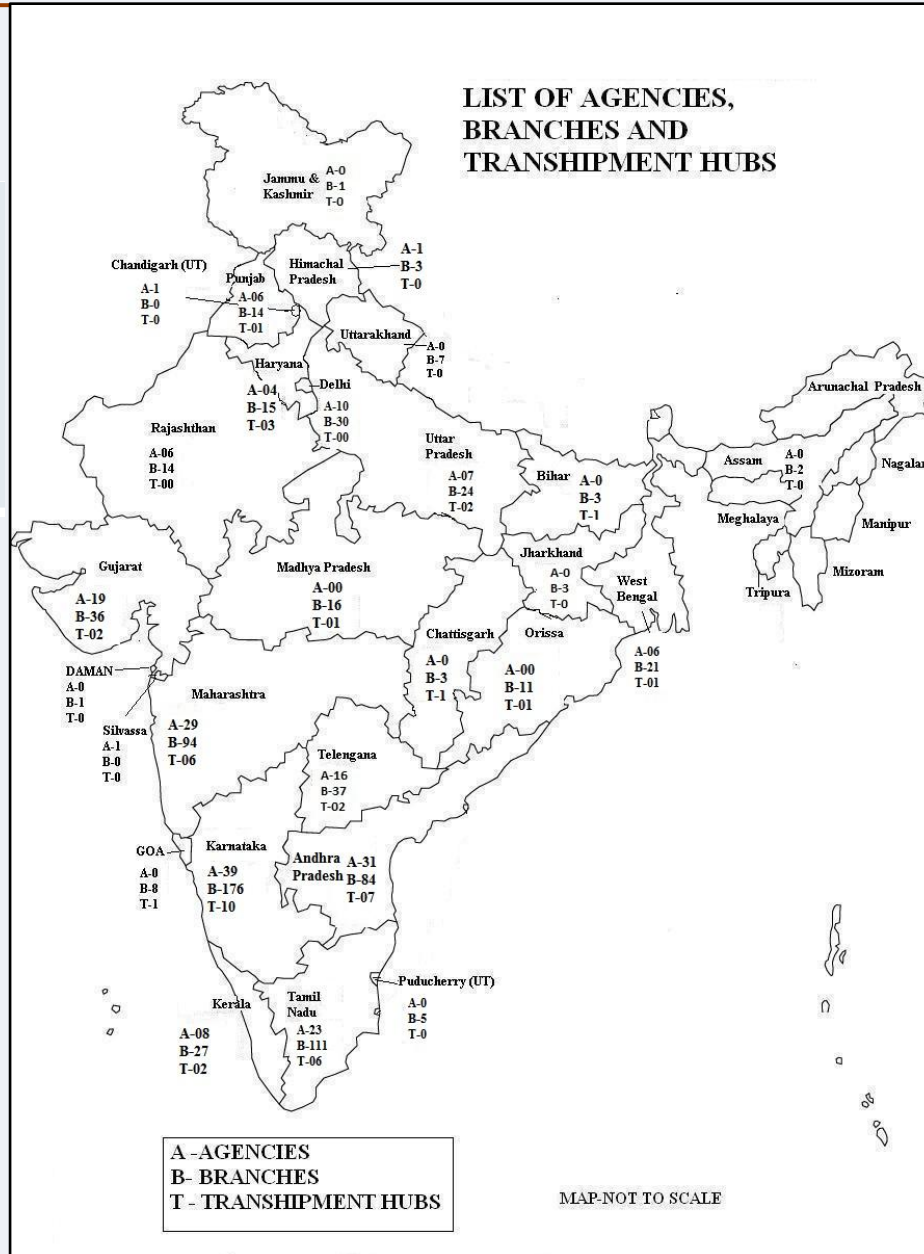 LIST OF AGENCIES,
BRANCHES AND
TRANSHIPMENT HUBS
Jammu &
Kashmir
A-0
B-1
T-0
Chandigarh (UT)
A-1
B-0
T-0
Punjab
A-06
B-14
T-01
Himachal
Pradesh
A-1
B-3
T-0
Uttarakhand
A-0
B-7
T-0
Haryana
A-04
B-15
T-03
Delhi
A-10
B-30
T-00
Rajashthan
A-06
B-14
T-00
Uttar
Pradesh
A-07
B-24
T-02
Bihar
A-0
B-3
T-1
Arunachal Pradesh
Assam
A-0
B-2
T-0
Nagalan
Meghalaya
Manipur
Mizoram
Tripura
Gujarat
A-19
B-36
T-02
Madhya Pradesh
A-00
B-16
T-01
Jharkhand
A-0
B-3
T-0
West
Bengal
A-06
B-21
T-01
Chattisgarh
A-0
B-3
T-1
Orissa
A-00
B-11
T-01
DAMAN
A-0
B-1
T-0
Silvassa
A-1
B-0
T-0
Maharashtra
A-29
B-94
T-06
Telengana
A-16
B-37
T-02
GOA
A-0
B-8
T-1
Karnataka
A-39
B-176
T-10
Andhra
Pradesh
A-31
B-84
T-07
Puducherry (UT)
A-0
B-5
T-0
Kerala
A-08
B-27
T-02
Tamil
Nadu
A-23
B-111
T-06
A -AGENCIES
B- BRANCHES
T - TRANSHIPMENT HUBS
MAP-NOT TO SCALE